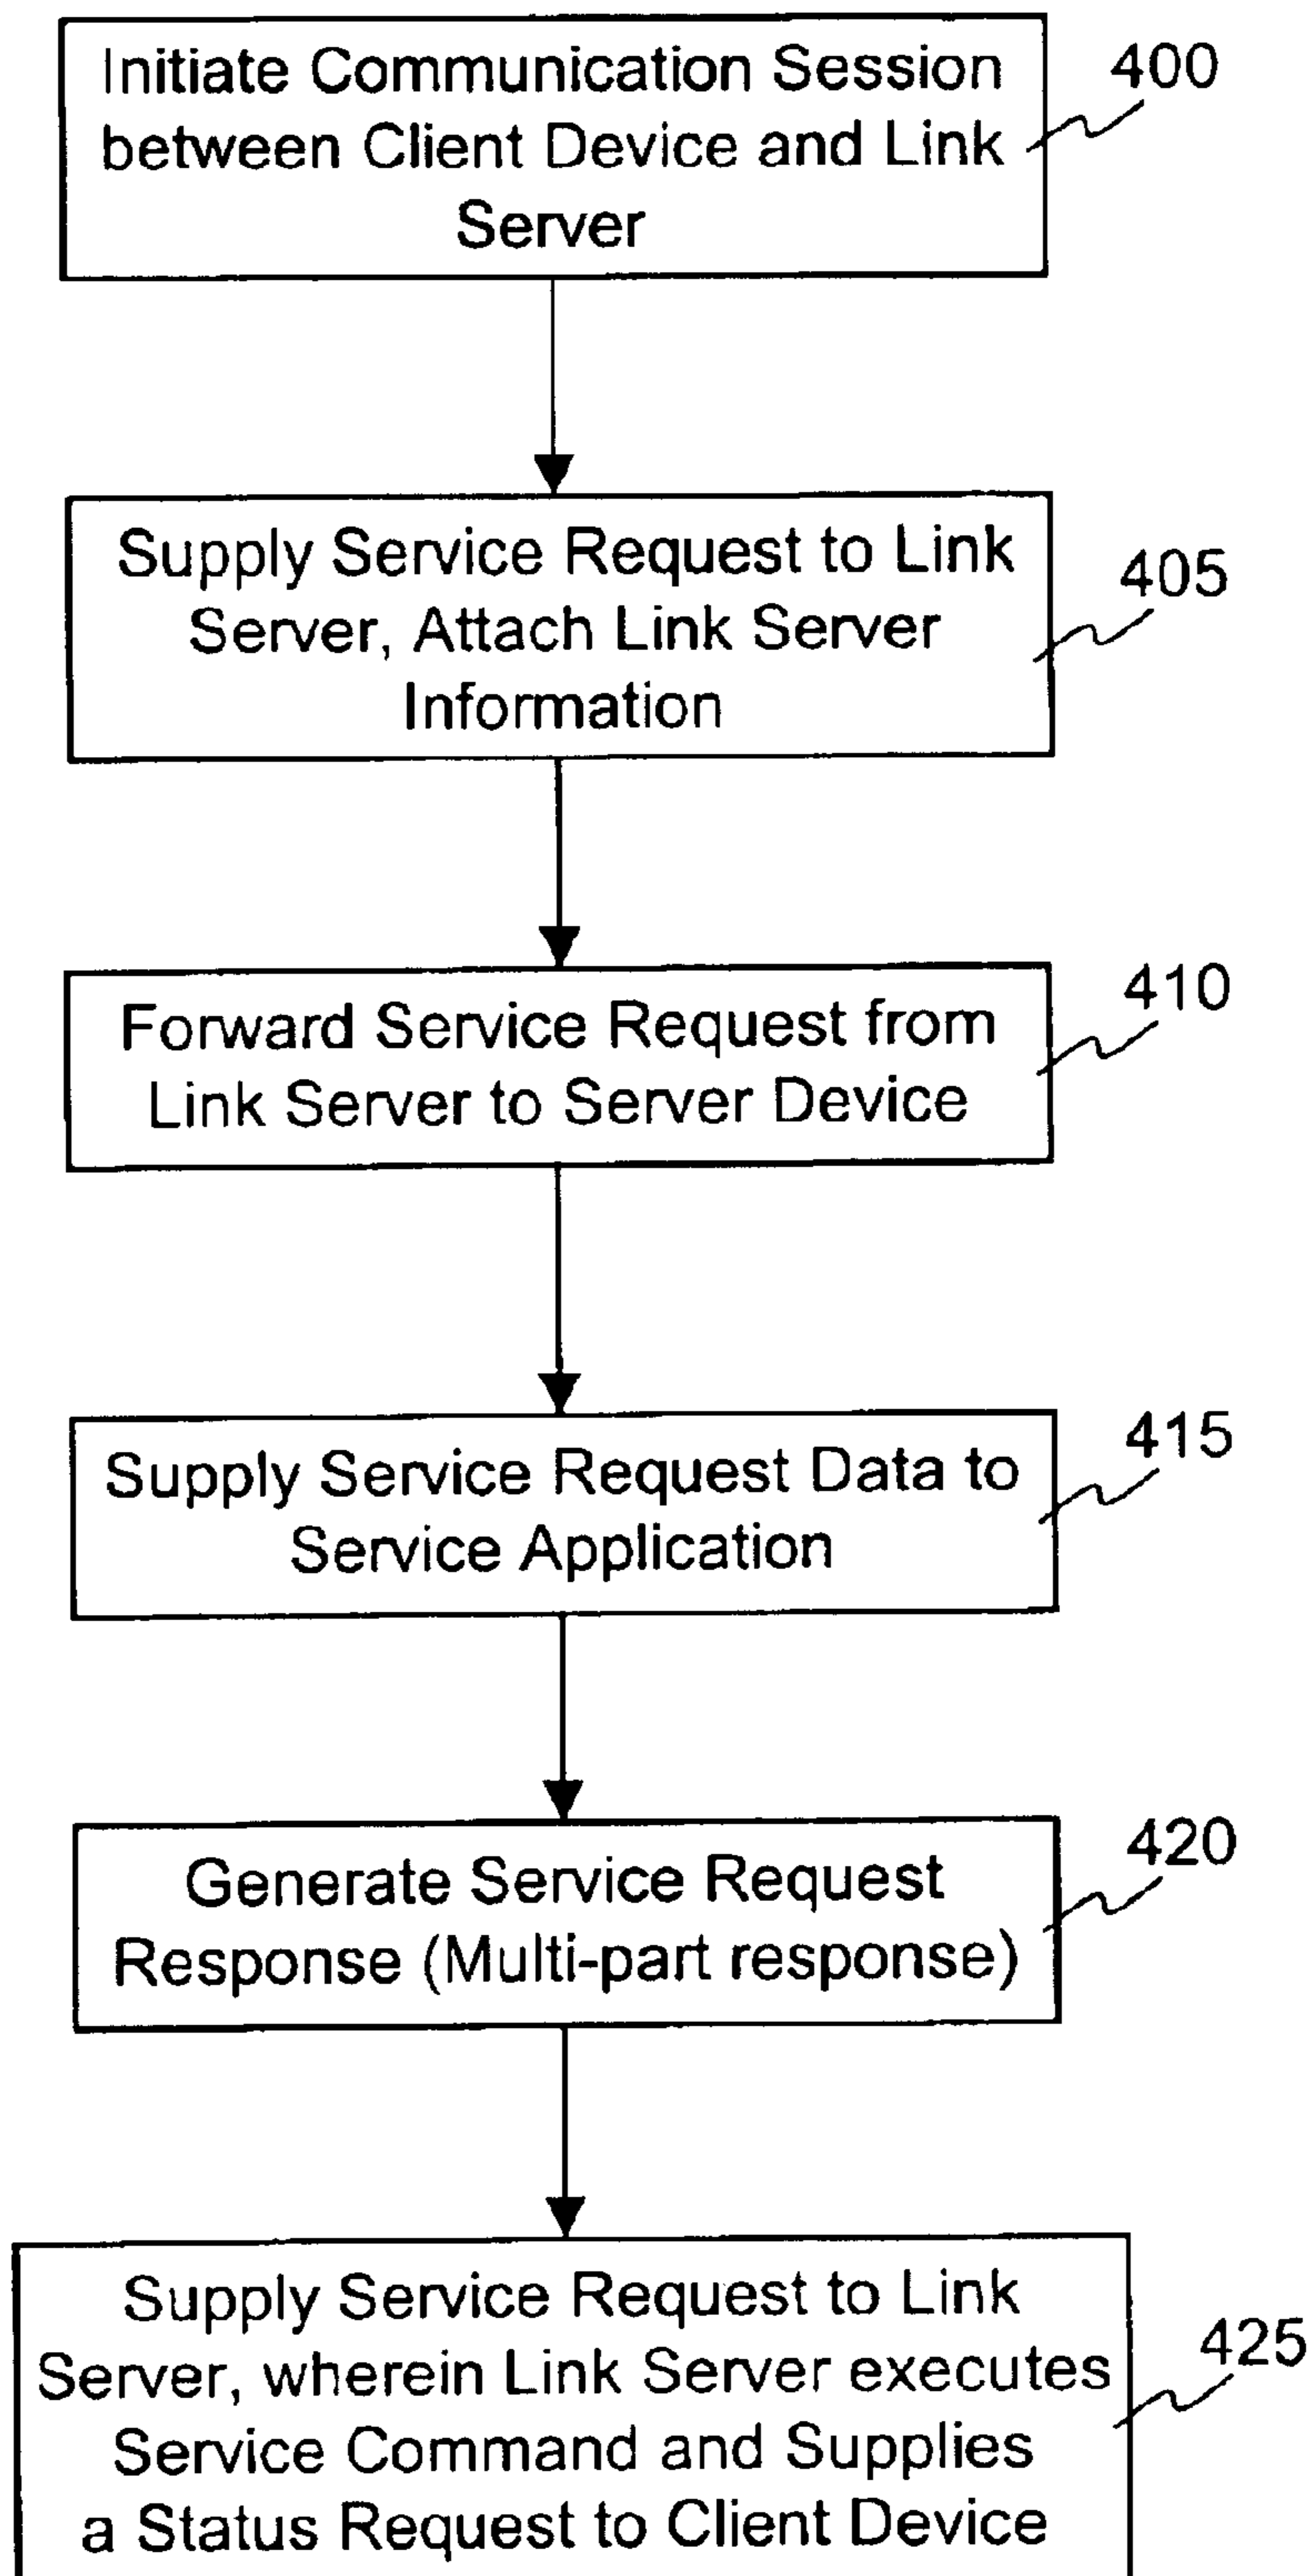 Initiate Communication Session
between Client Device and Link
Server
400
Supply Service Request to Link
Server, Attach Link Server
Information
405
Forward Service Request from
Link Server to Server Device
410
Supply Service Request Data to
Service Application
415
Generate Service Request
Response (Multi-part response)
420
Supply Service Request to Link
Server, wherein Link Server executes
Service Command and Supplies
a Status Request to Client Device
425